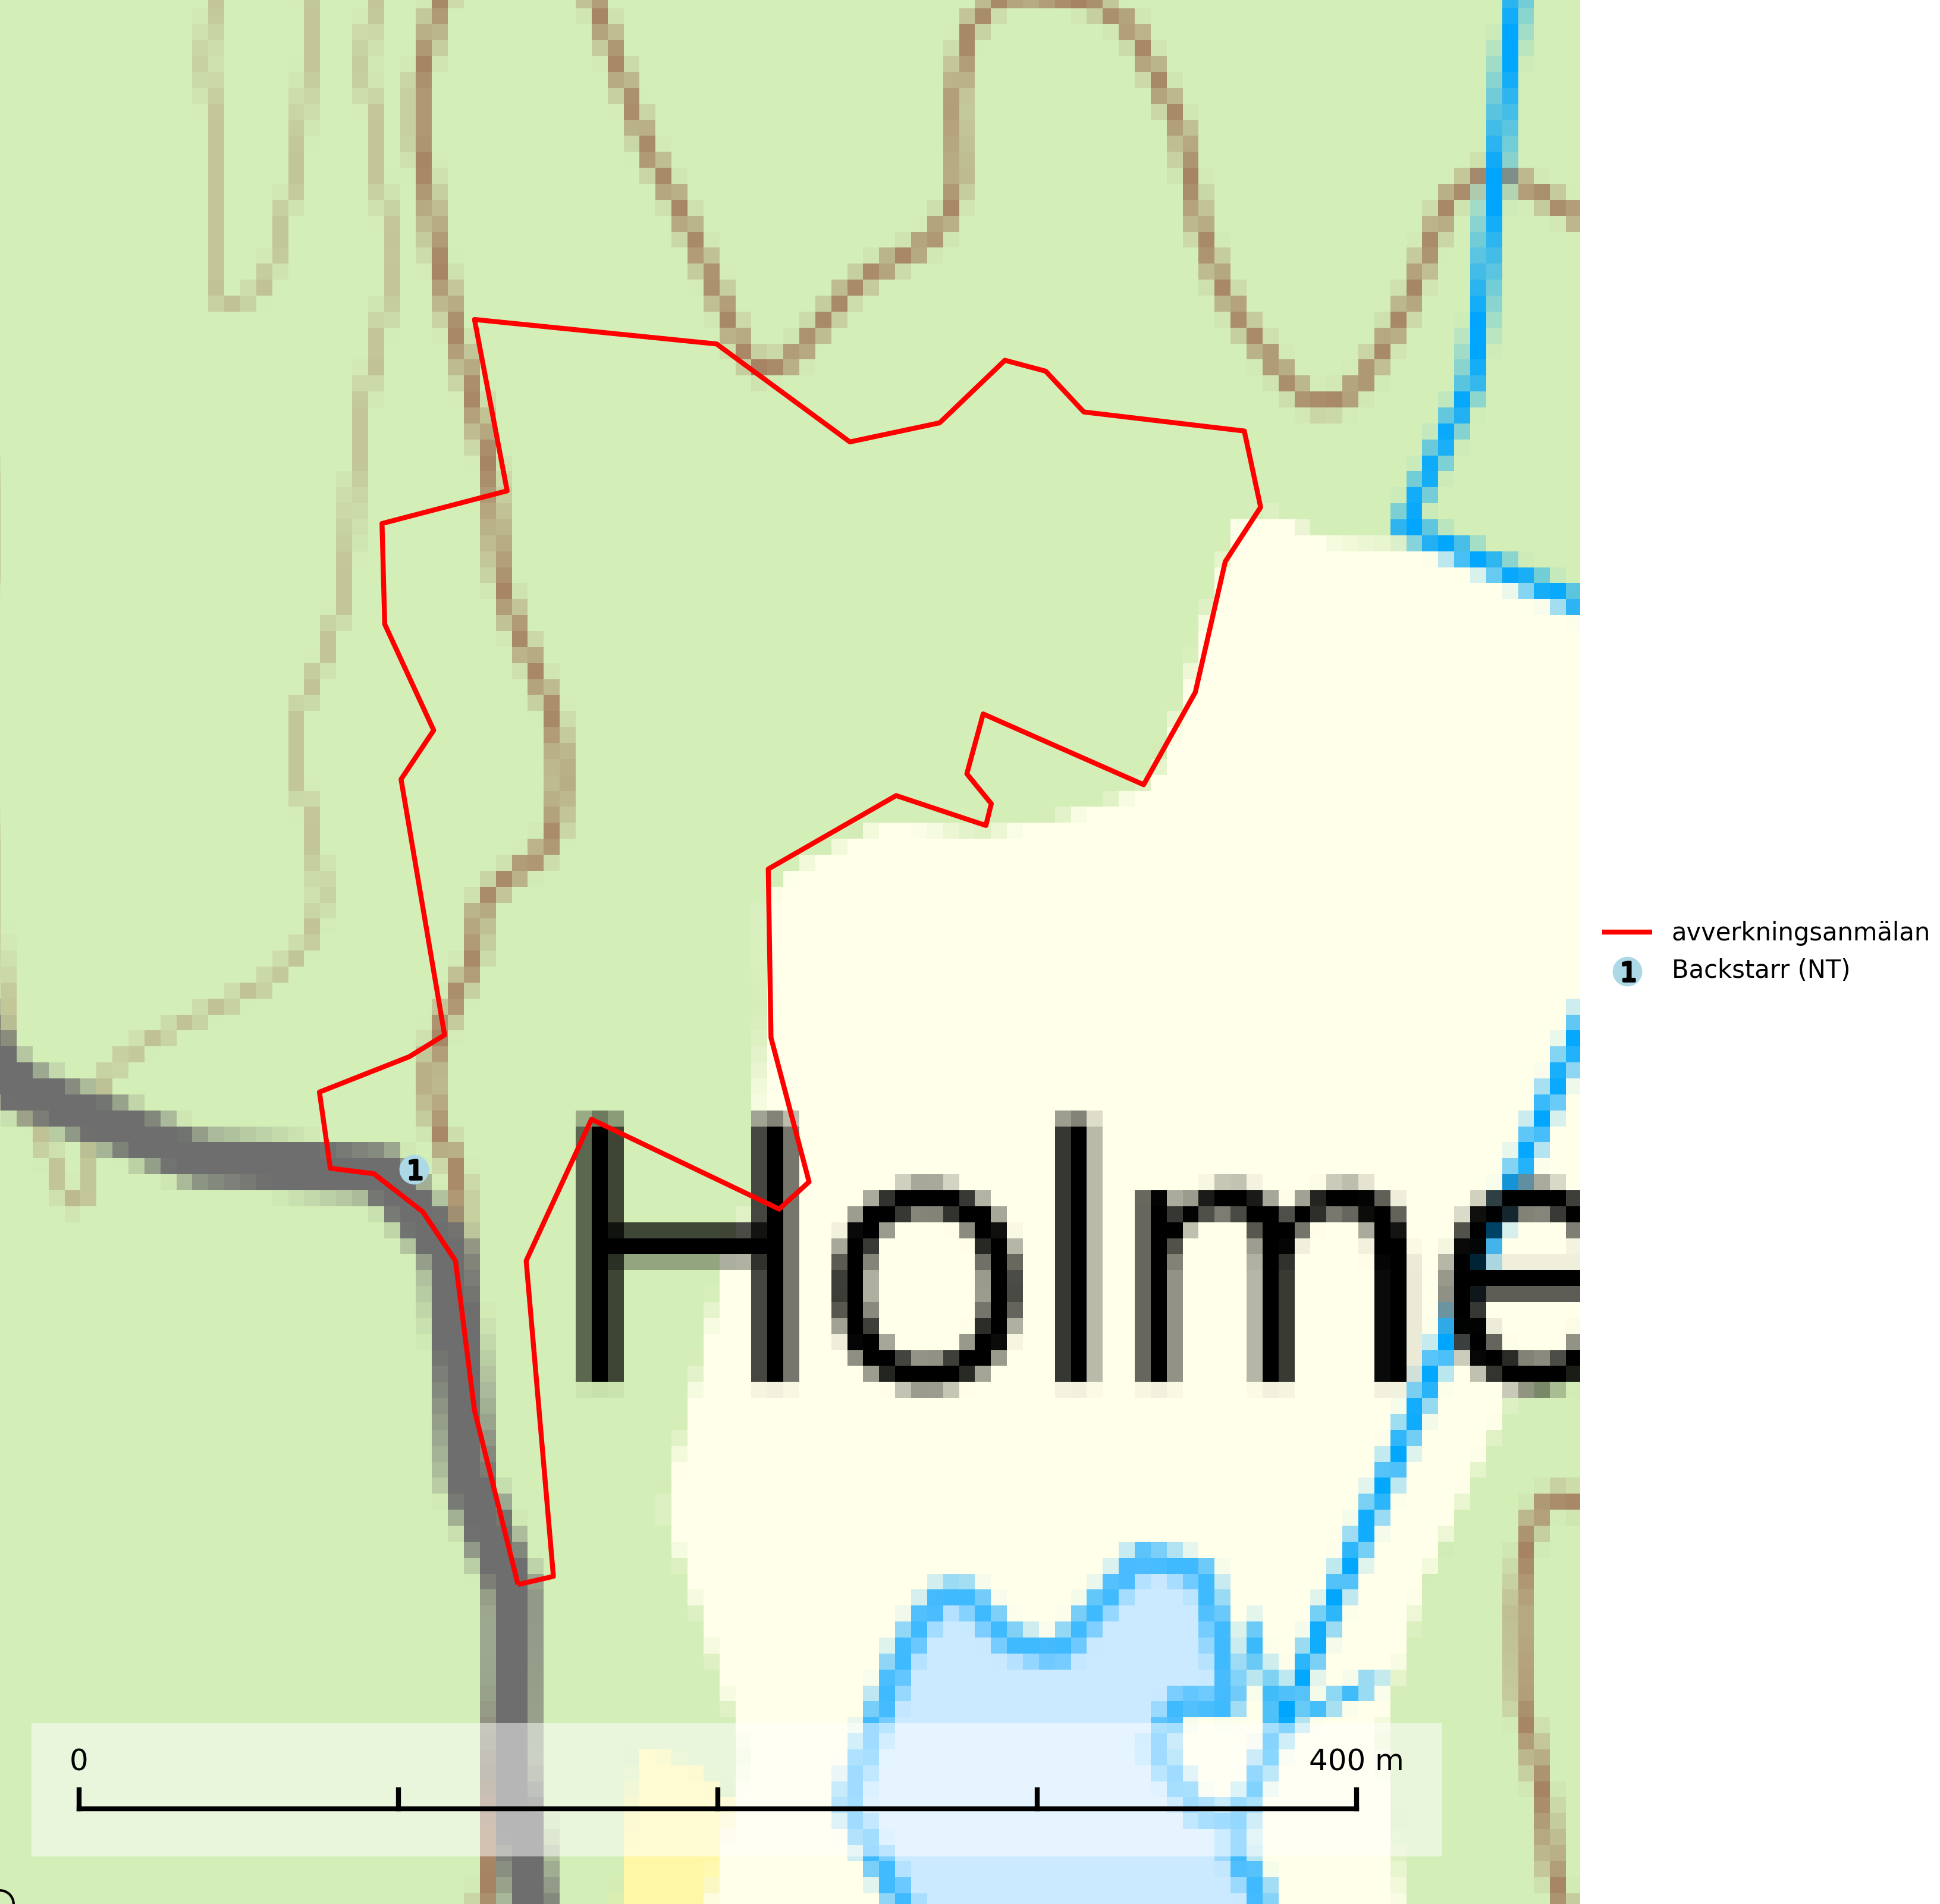 avverkningsanmälan
1 Backstarr (NT)
1
Holme
0 400 m